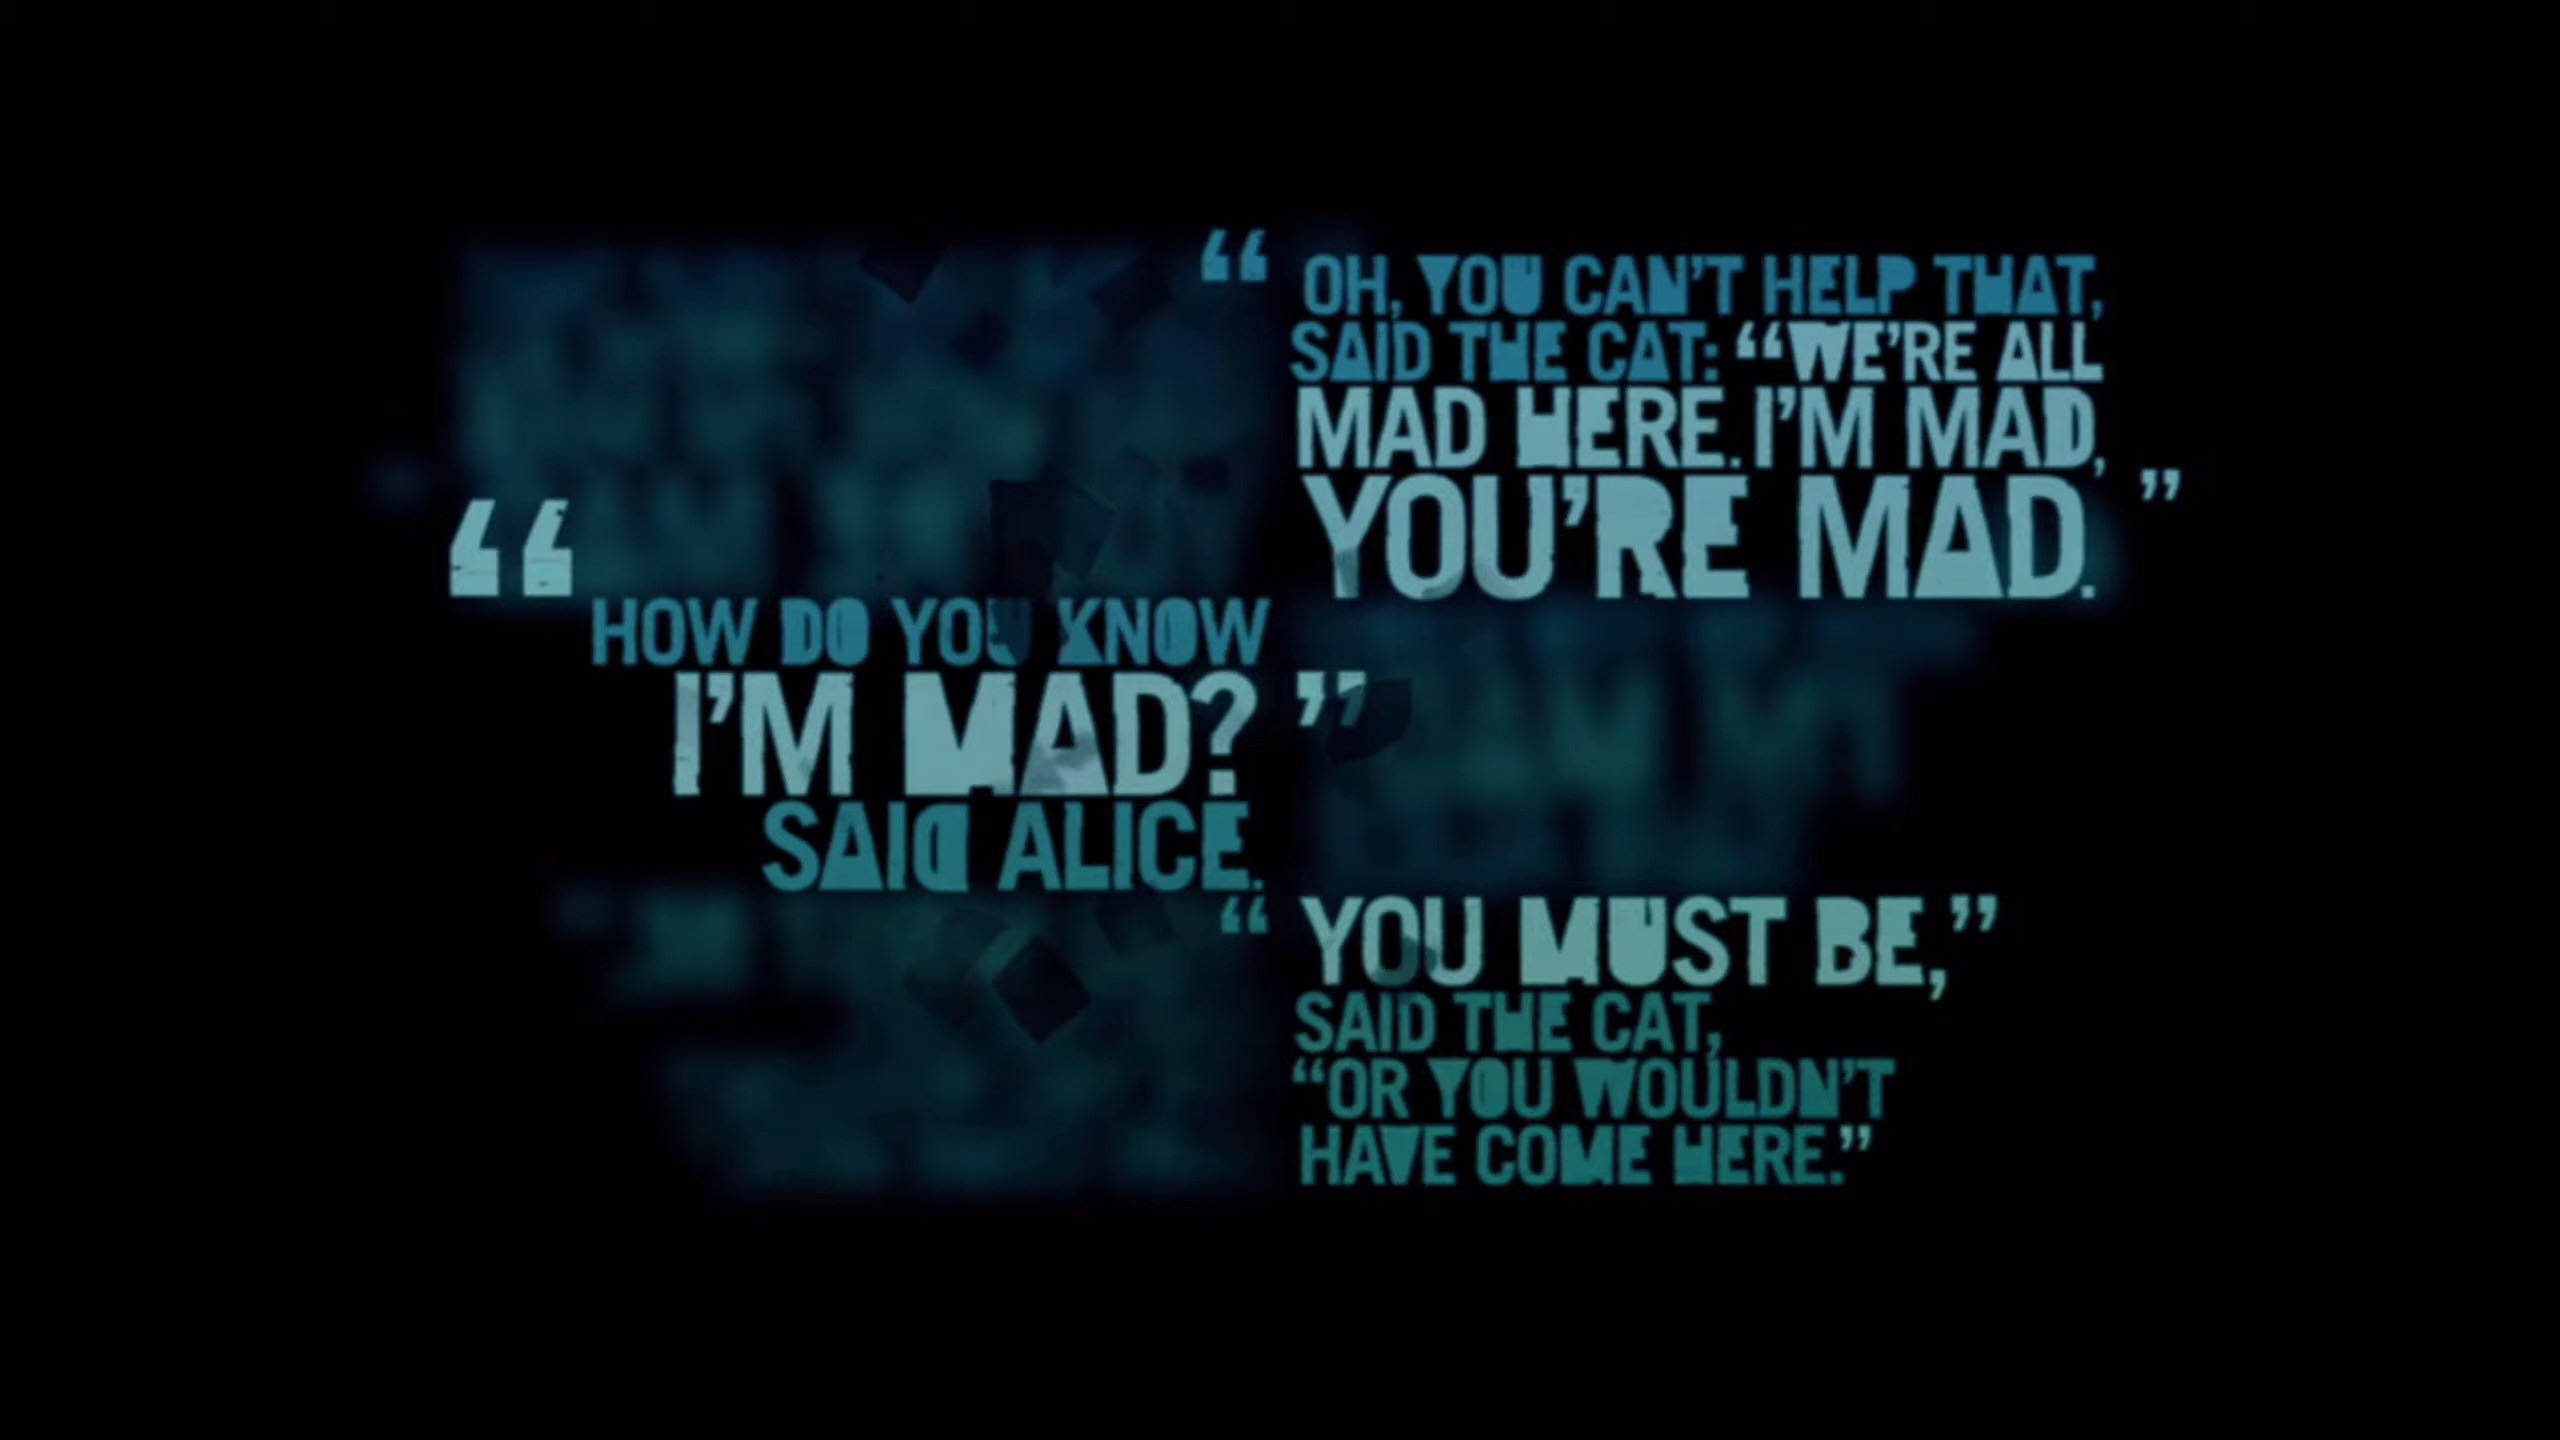 “ OH, YOU CAN’T HELP THAT,
SAID THE CAT: “WE’RE ALL
MAD HERE. I’M MAD,
YOU’RE MAD. ”
“ HOW DO YOU KNOW
I’M MAD? ”
SAID ALICE.
“ YOU MUST BE,”
SAID THE CAT,
“OR YOU WOULDN’T
HAVE COME HERE.”